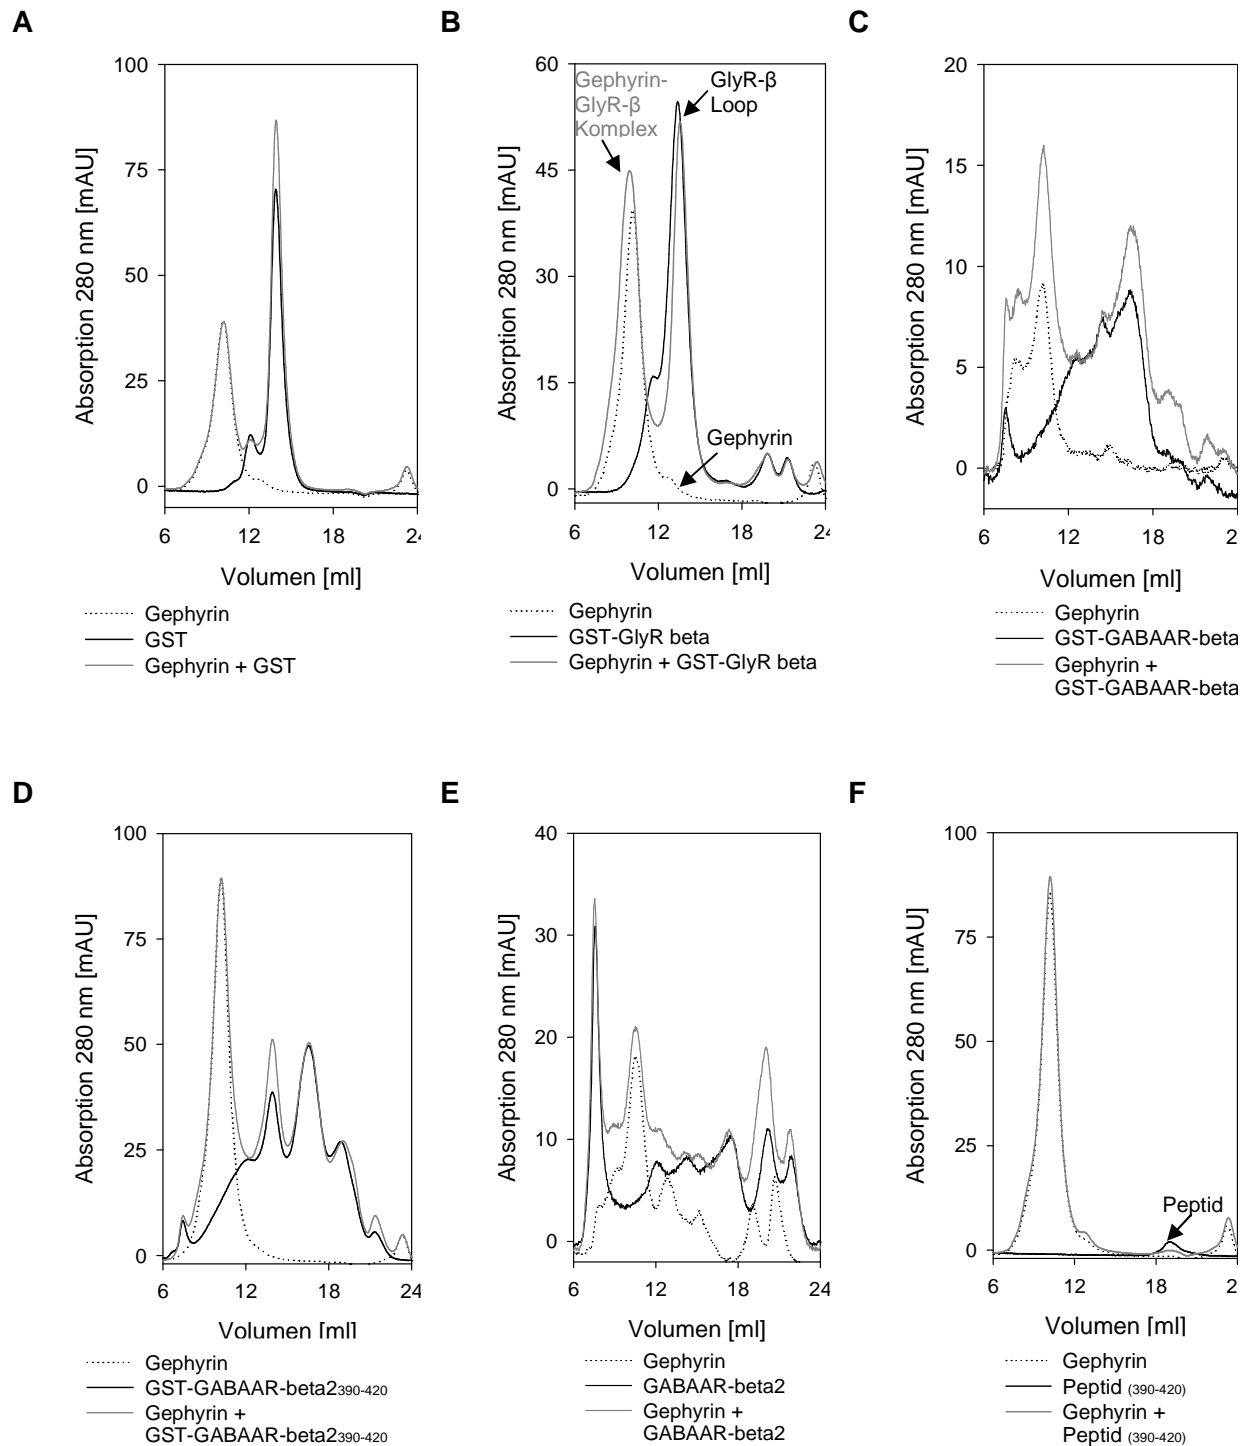 A
B
C
100
75
50
25
0
6
12
18
24
Absorption 280 nm [mAU]
Volumen [ml]
Gephyrin
GST
Gephyrin + GST
60
45
30
15
0
6
12
18
24
Absorption 280 nm [mAU]
Gephyrin-
GlyR-β
Komplex
GlyR-β
Loop
Gephyrin
Volumen [ml]
Gephyrin
GST-GlyR beta
Gephyrin + GST-GlyR beta
20
15
10
5
0
6
12
18
2
Absorption 280 nm [mAU]
Volumen [ml]
Gephyrin
GST-GABAAR-beta
Gephyrin +
GST-GABAAR-beta
D
E
F
100
75
50
25
0
6
12
18
24
Absorption 280 nm [mAU]
Volumen [ml]
Gephyrin
GST-GABAAR-beta2390-420
Gephyrin +
GST-GABAAR-beta2390-420
40
30
20
10
0
6
12
18
24
Absorption 280 nm [mAU]
Volumen [ml]
Gephyrin
GABAAR-beta2
Gephyrin +
GABAAR-beta2
100
75
50
25
0
6
12
18
2
Absorption 280 nm [mAU]
Peptid
Volumen [ml]
Gephyrin
Peptid (390-420)
Gephyrin +
Peptid (390-420)